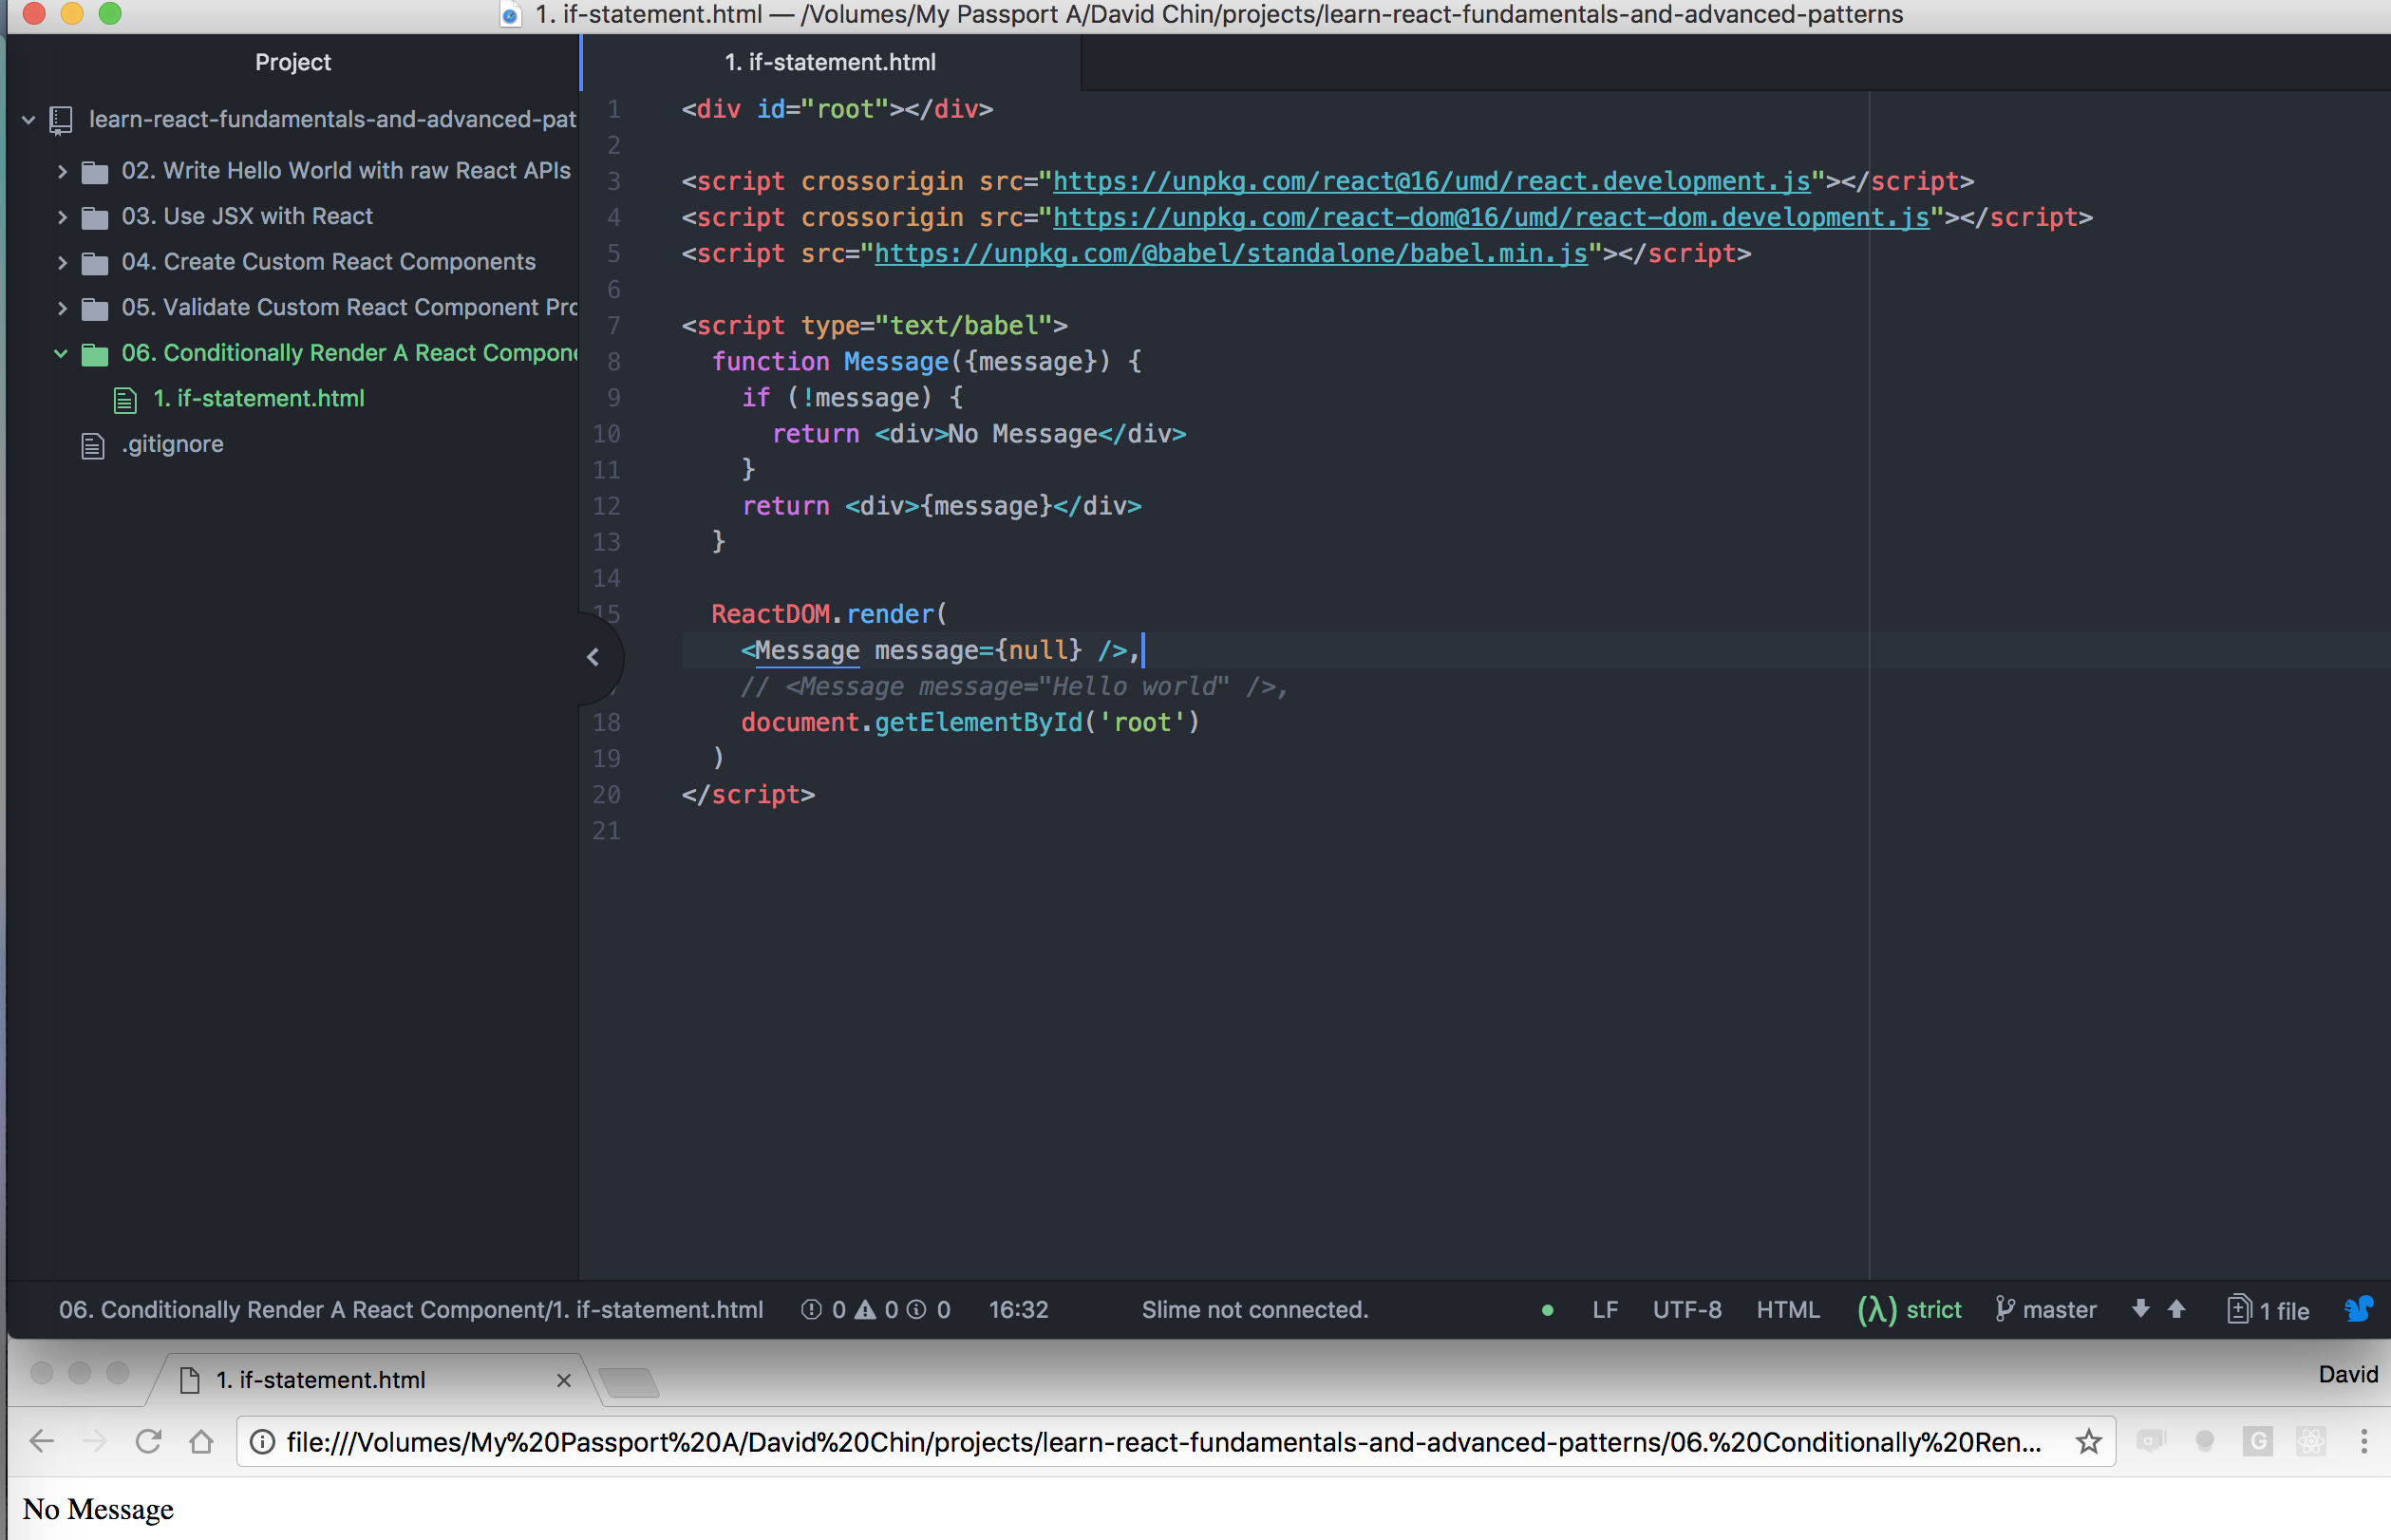 1. if-statement.html — /Volumes/My Passport A/David Chin/projects/learn-react-fundamentals-and-advanced-patterns
Project
learn-react-fundamentals-and-advanced-pat
02. Write Hello World with raw React APIs
03. Use JSX with React
04. Create Custom React Components
05. Validate Custom React Component Pro
06. Conditionally Render A React Compone
1. if-statement.html
.gitignore
1. if-statement.html
1 <div id="root"></div>
2
3 <script crossorigin src="https://unpkg.com/react@16/umd/react.development.js"></script>
4 <script crossorigin src="https://unpkg.com/react-dom@16/umd/react-dom.development.js"></script>
5 <script src="https://unpkg.com/@babel/standalone/babel.min.js"></script>
6
7 <script type="text/babel">
8 function Message({message}) {
9 if (!message) {
10 return <div>No Message</div>
11 }
12 return <div>{message}</div>
13 }
14
15 ReactDOM.render(
<Message message={null} />,
// <Message message="Hello world" />,
18 document.getElementById('root')
19 )
20 </script>
21
06. Conditionally Render A React Component/1. if-statement.html 0 0 0 16:32 Slime not connected. LF UTF-8 HTML (λ) strict master 1 file
1. if-statement.html
David
file:///Volumes/My%20Passport%20A/David%20Chin/projects/learn-react-fundamentals-and-advanced-patterns/06.%20Conditionally%20Ren...
G
No Message